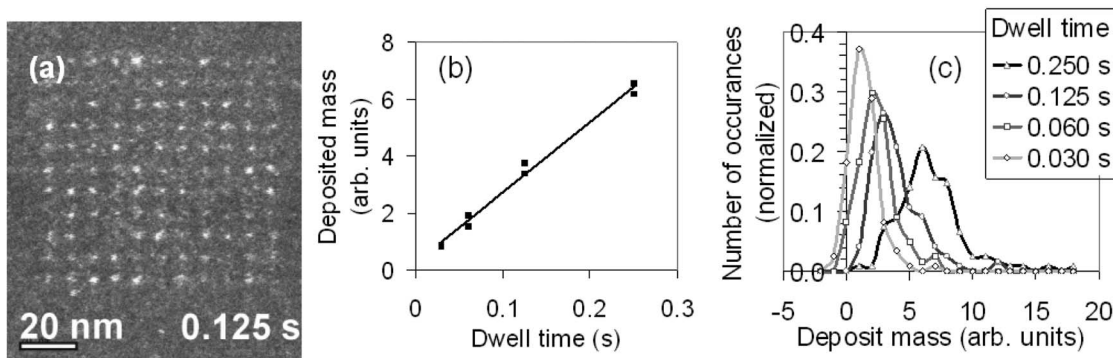 (a)
20 nm
0.125 s
(b)
Deposited mass
(arb. units)
8
6
4
2
0
0
0.1
0.2
0.3
Dwell time (s)
(c)
Number of occurances
(normalized)
0.4
0.3
0.2
0.1
0.0
-5
0
5
10
15
20
Deposit mass (arb. units)
Dwell time
0.250 s
0.125 s
0.060 s
0.030 s